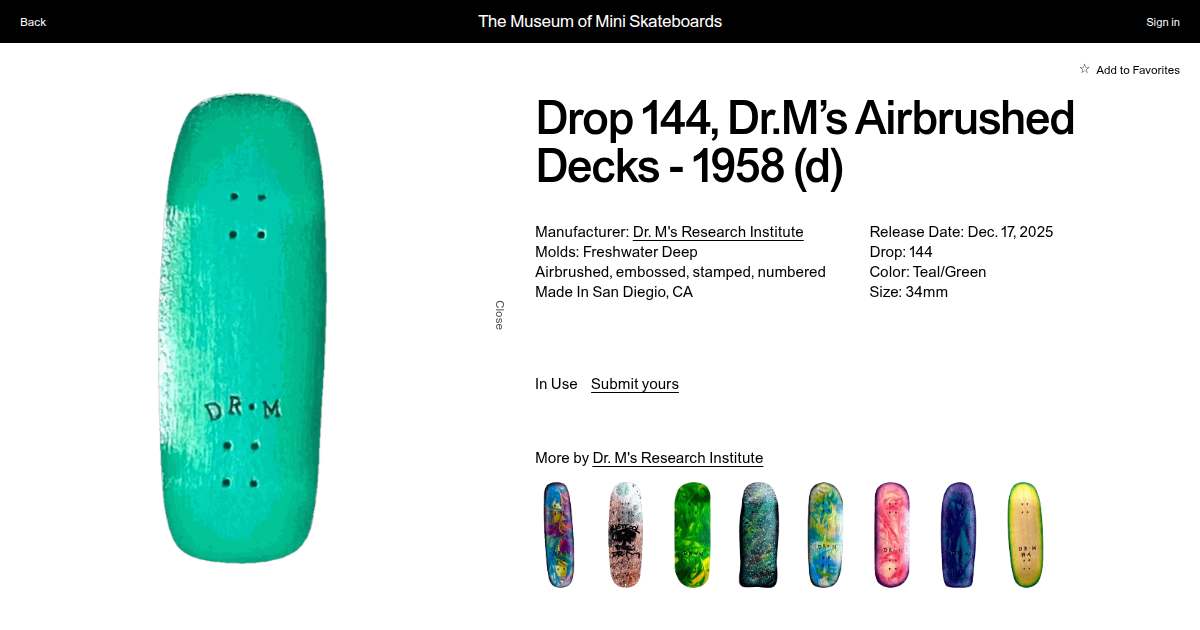 Back
The Museum of Mini Skateboards
Sign in
☆ Add to Favorites
Drop 144, Dr.M’s Airbrushed
Decks - 1958 (d)
Manufacturer: Dr. M's Research Institute
Molds: Freshwater Deep
Airbrushed, embossed, stamped, numbered
Made In San Diegio, CA
Release Date: Dec. 17, 2025
Drop: 144
Color: Teal/Green
Size: 34mm
DR•M
Close
In Use Submit yours
More by Dr. M's Research Institute